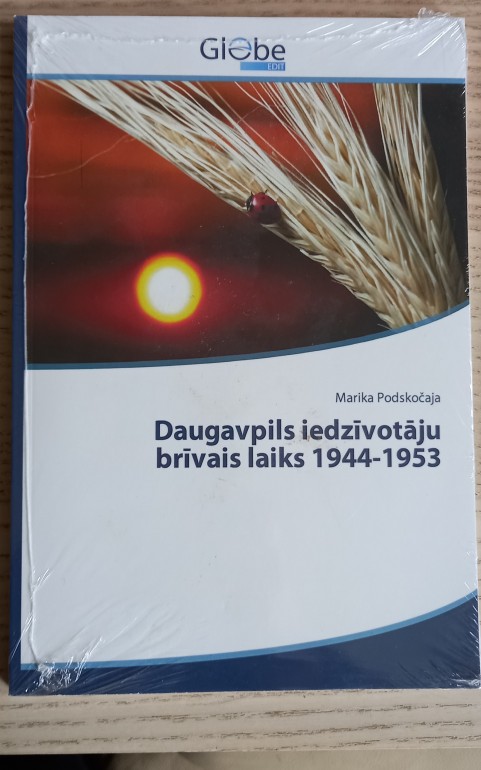 Globe
EDIT
Marika Podskočaja
Daugavpils iedzīvotāju
brīvais laiks 1944-1953